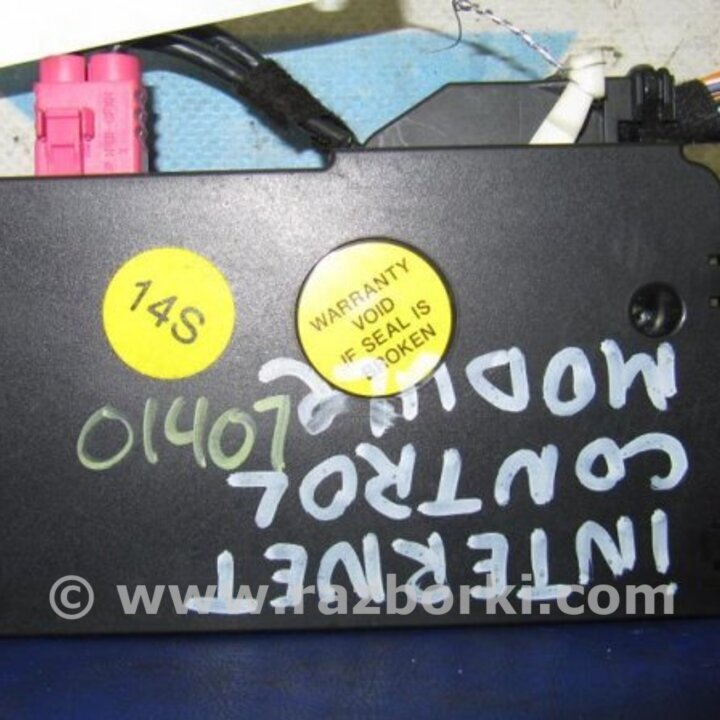 14S
WARRANTY
VOID
IF SEAL IS
BROKEN
01407
INTERNET
CONTROL
MODULE
© www.razborki.com